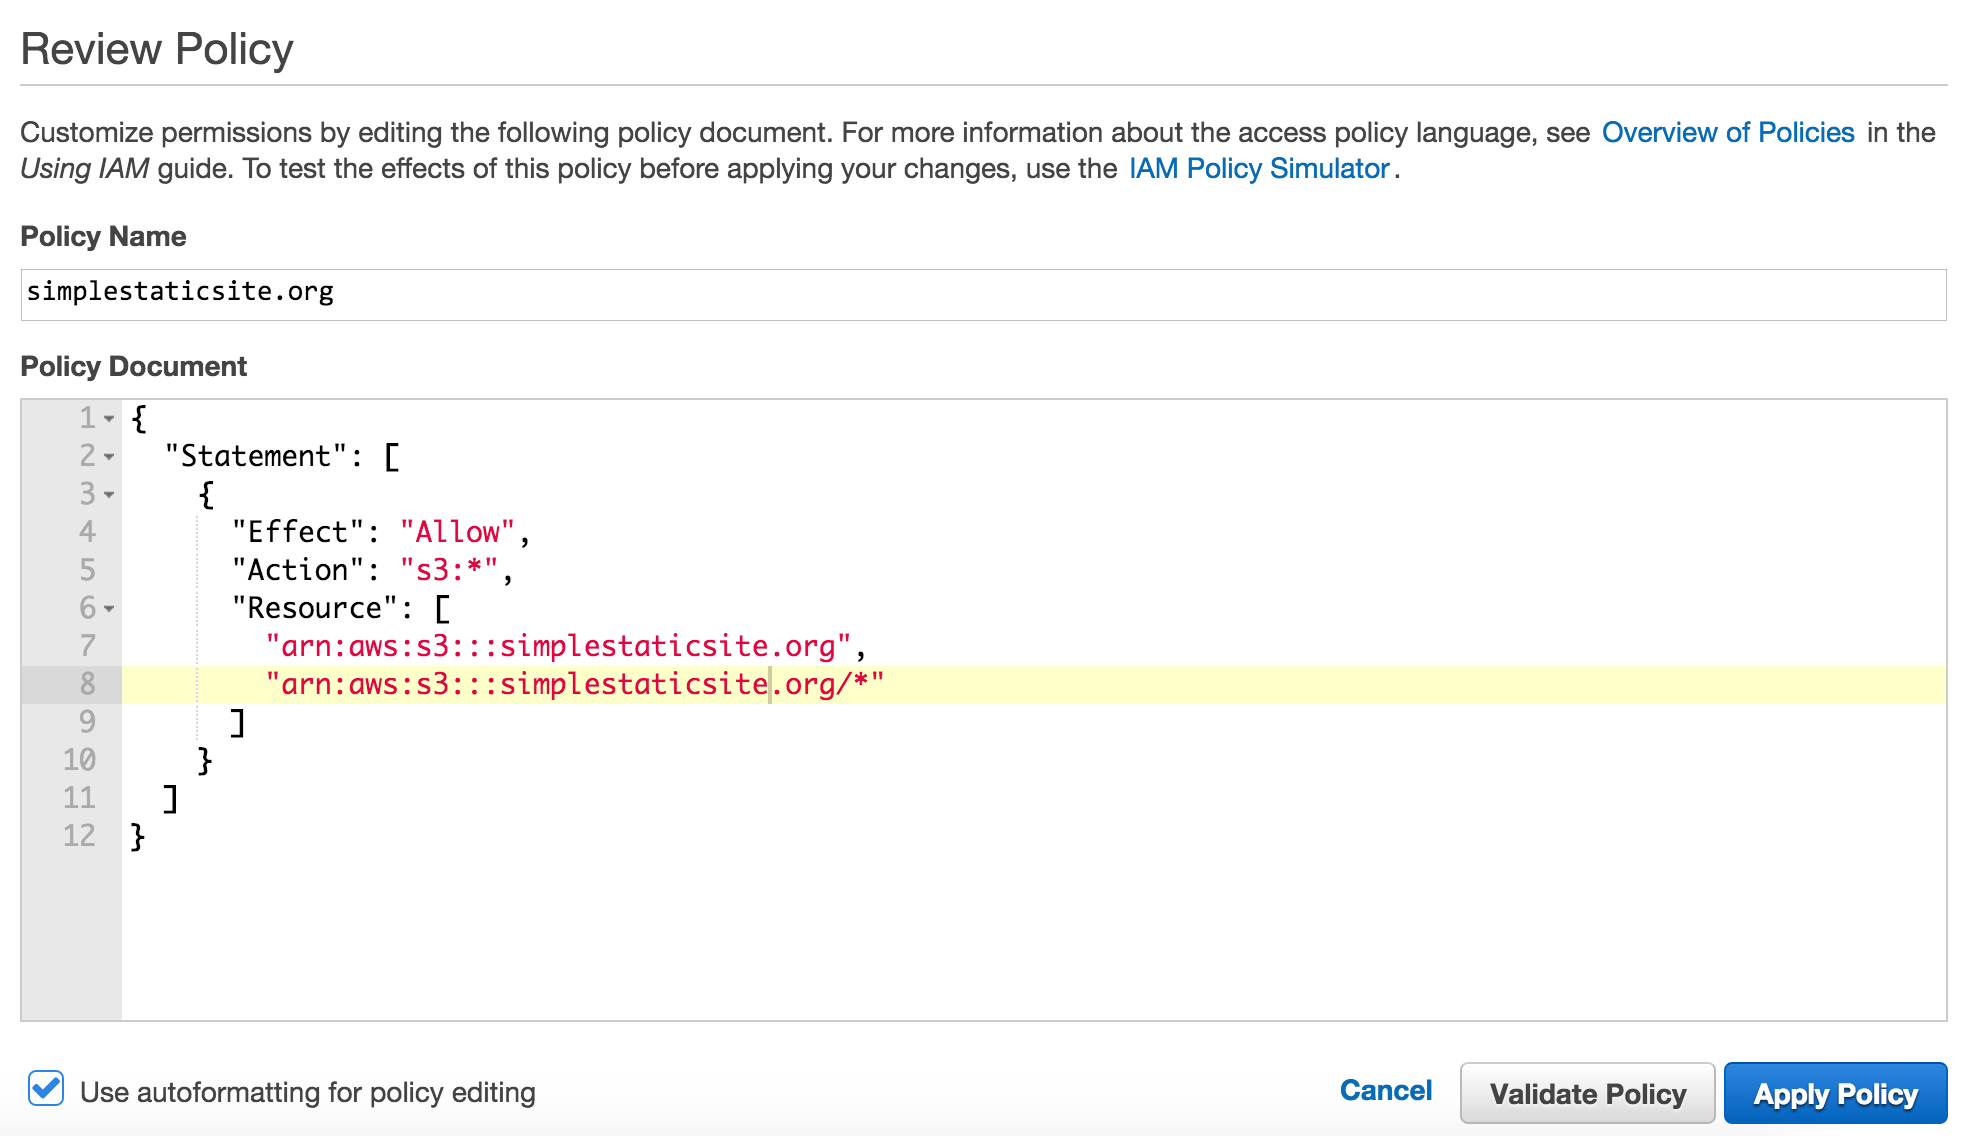 Review Policy
Customize permissions by editing the following policy document. For more information about the access policy language, see Overview of Policies in the
Using IAM guide. To test the effects of this policy before applying your changes, use the IAM Policy Simulator.
Policy Name
simplestaticsite.org
Policy Document
1 {
2   "Statement": [
3     {
4       "Effect": "Allow",
5       "Action": "s3:*",
6       "Resource": [
7         "arn:aws:s3:::simplestaticsite.org",
8         "arn:aws:s3:::simplestaticsite.org/*"
9       ]
10     }
11   ]
12 }
Use autoformatting for policy editing
Cancel
Validate Policy
Apply Policy